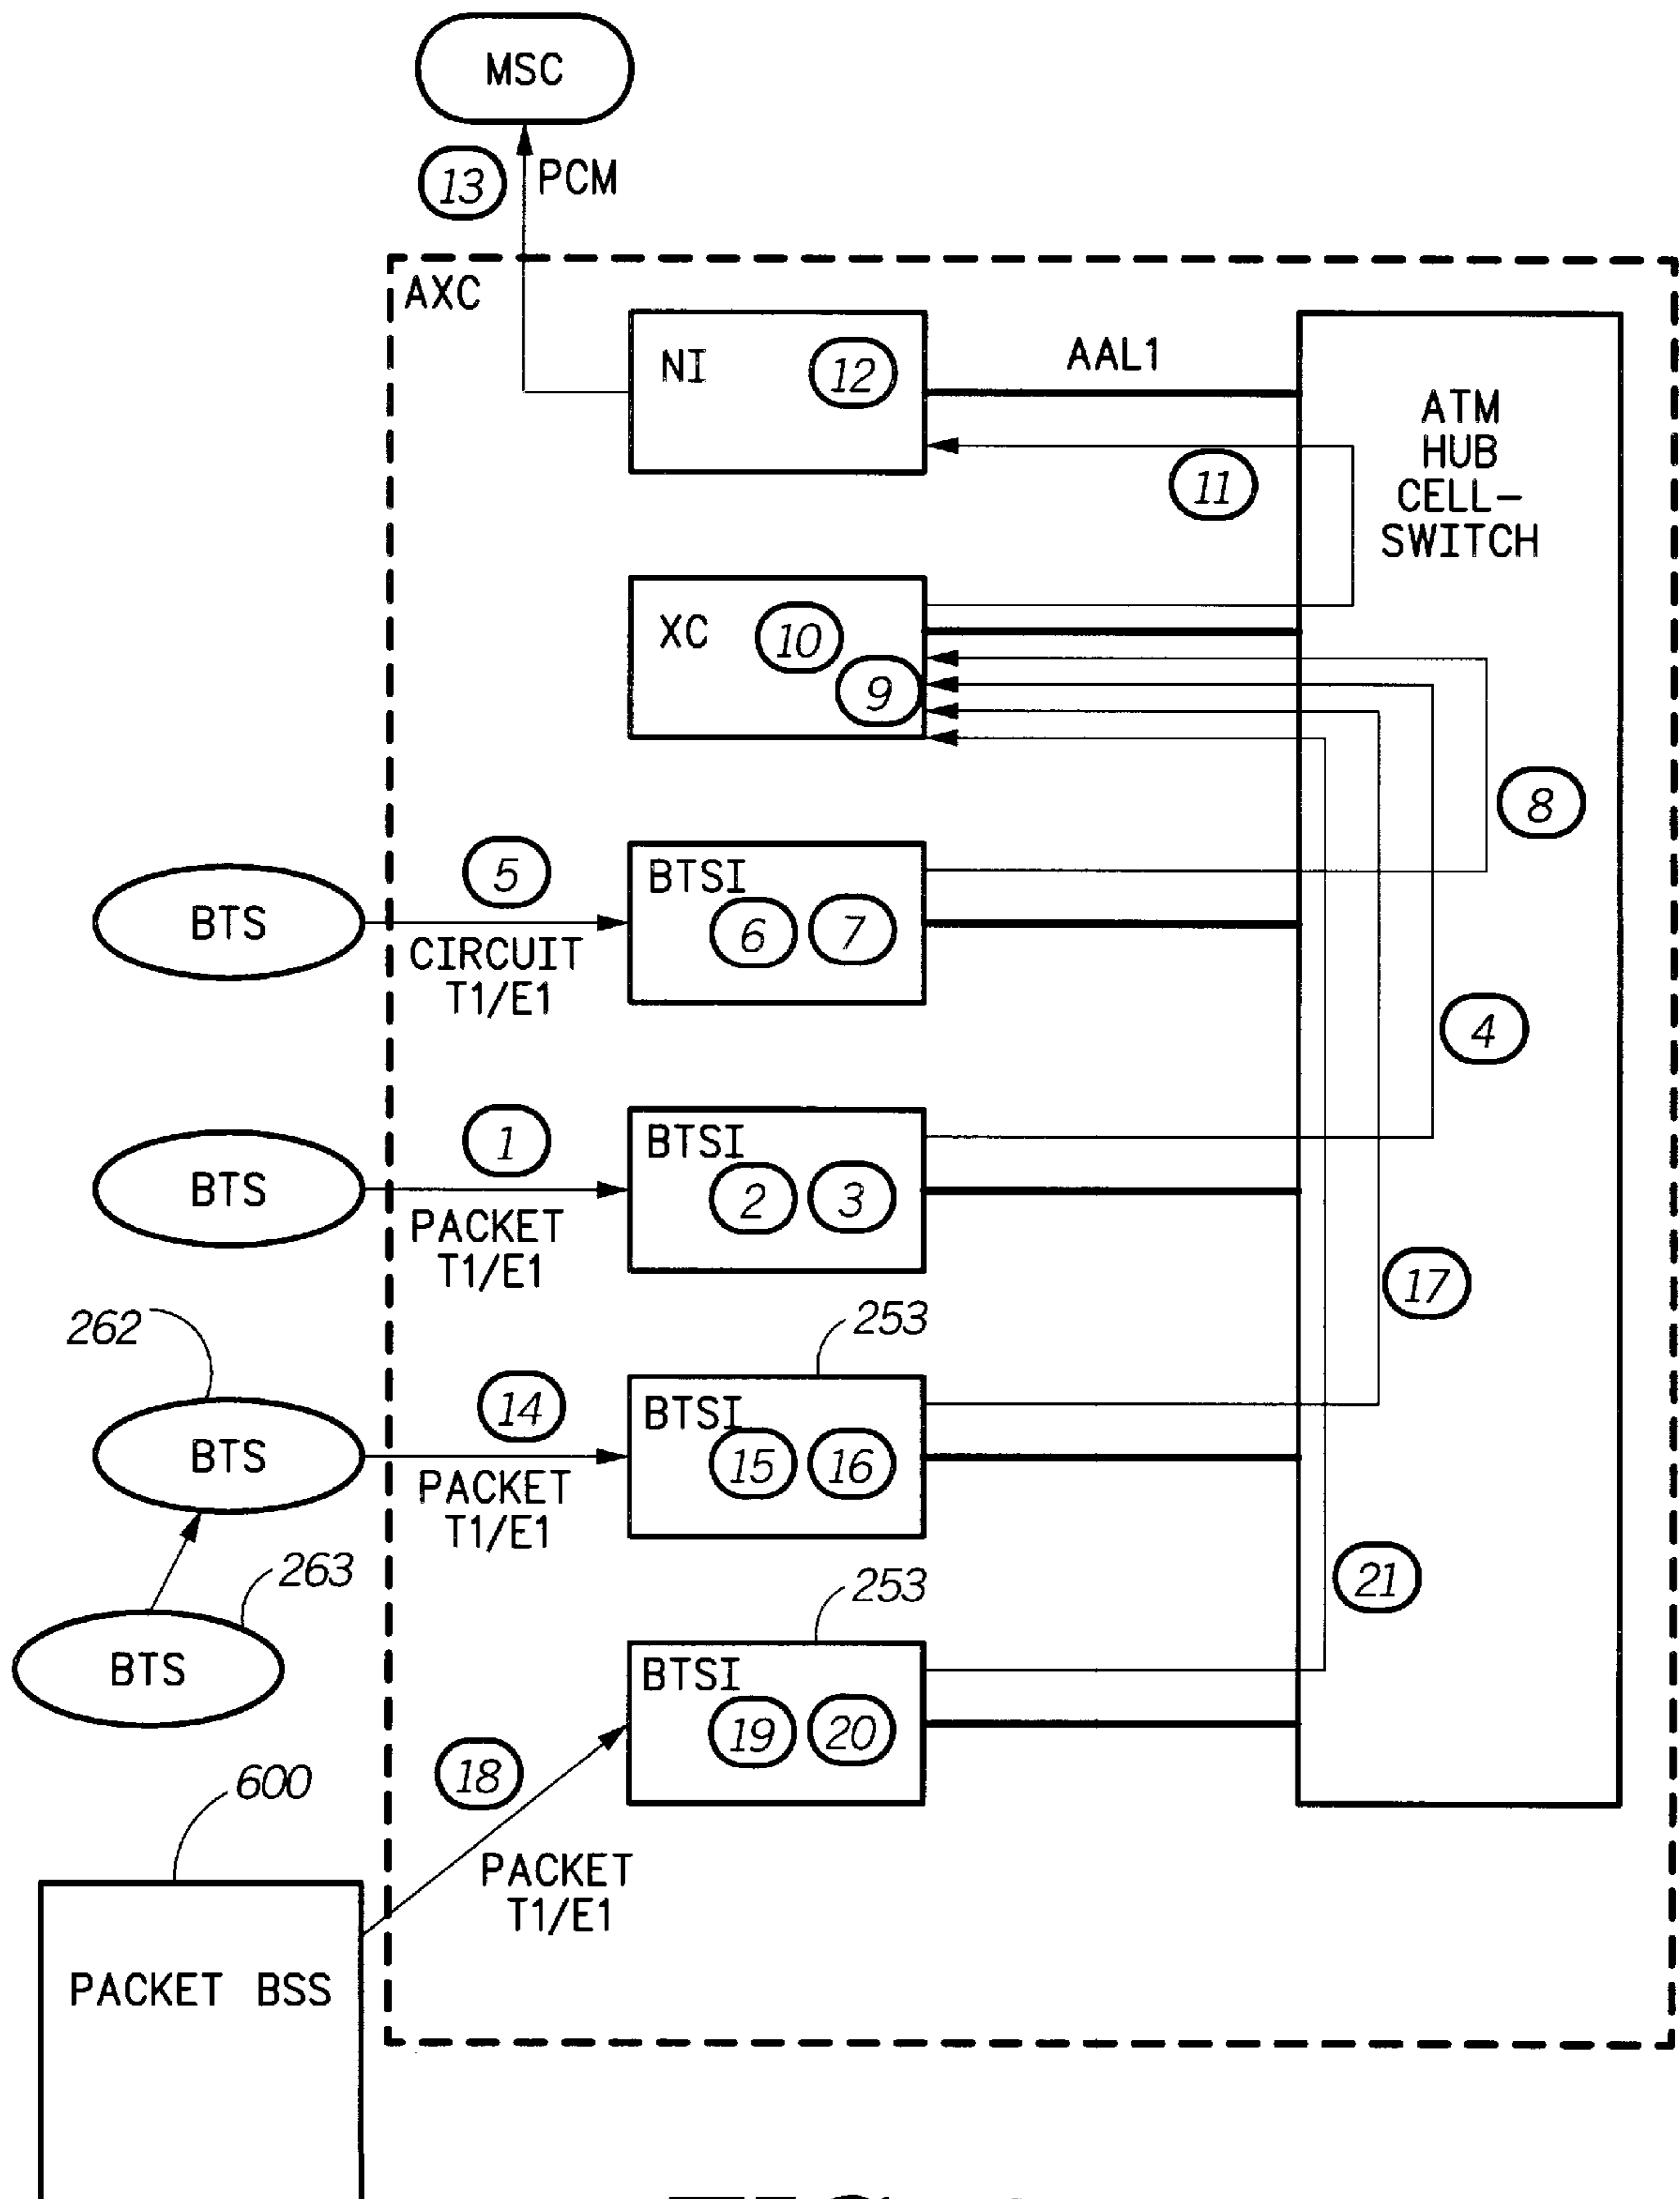 MSC
13
PCM
AXC
NI
12
AAL1
ATM
HUB
CELL-
SWITCH
11
XC
10
9
8
5
BTS
CIRCUIT
T1/E1
BTSI
6
7
4
1
BTS
PACKET
T1/E1
BTSI
2
3
17
262
253
14
BTS
PACKET
T1/E1
BTSI
15
16
263
BTS
21
253
BTSI
19
20
18
PACKET
T1/E1
600
PACKET BSS